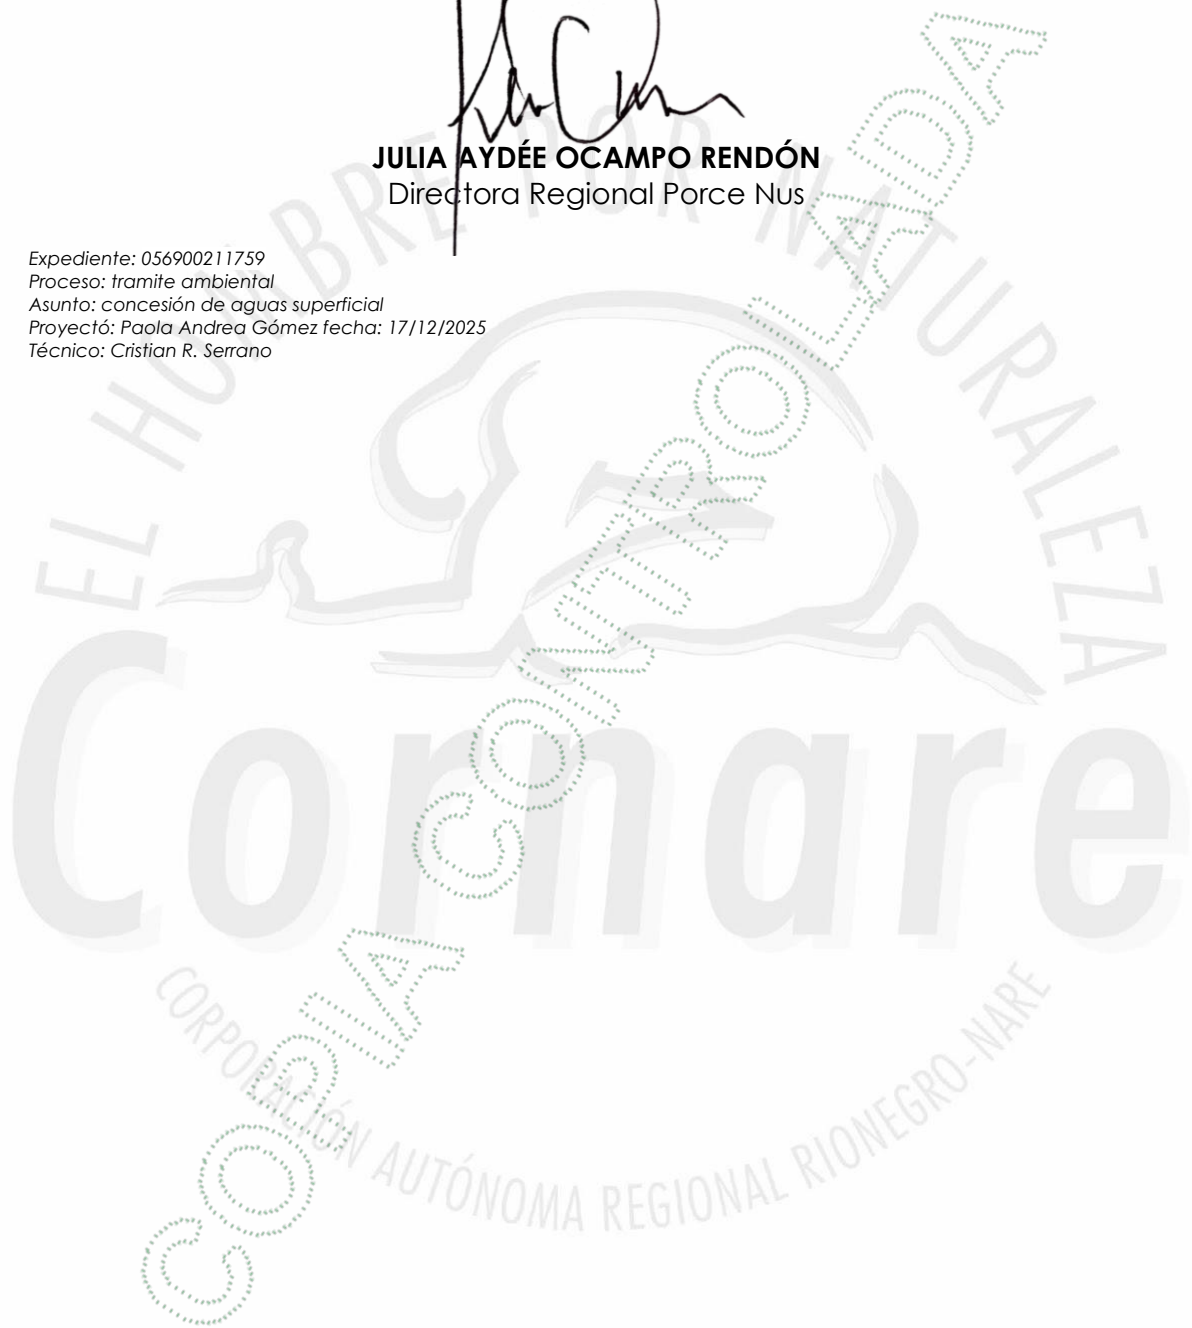 JULIA AYDÉE OCAMPO RENDÓN
Directora Regional Porce Nus
Expediente: 056900211759
Proceso: tramite ambiental
Asunto: concesión de aguas superficial
Proyectó: Paola Andrea Gómez fecha: 17/12/2025
Técnico: Cristian R. Serrano
EL HOMBRE POR NATURALEZA
Cornare
CORPORACIÓN AUTÓNOMA REGIONAL RIONEGRO-NARE
COPIA CONTROLADA